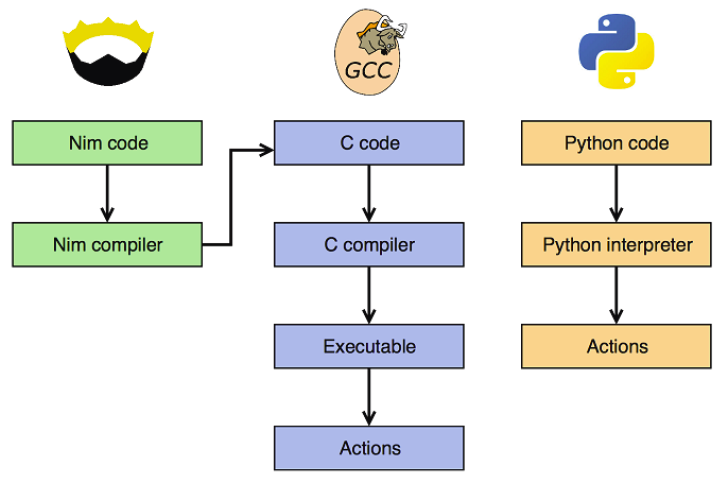 GCC
Nim code
C code
Python code
Nim compiler
C compiler
Python interpreter
Executable
Actions
Actions